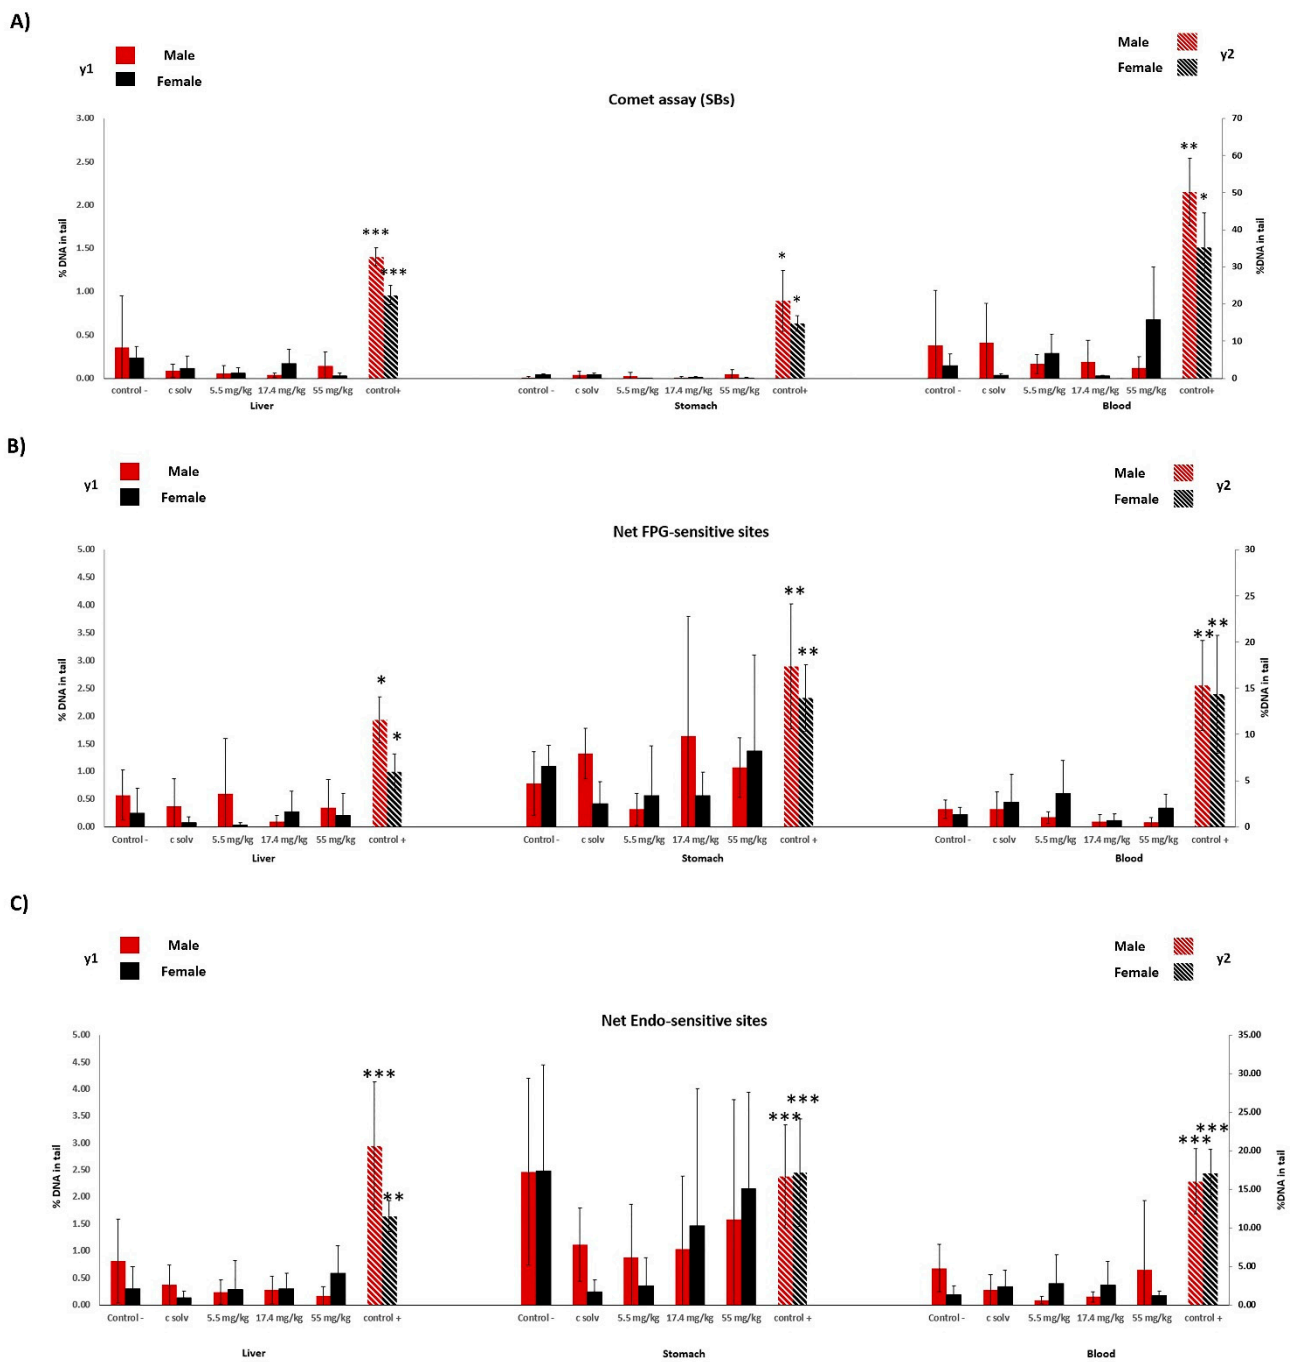 A)
y1
Male
Female
Male
Female
y2
Comet assay (SBs)
3.00
2.50
2.00
1.50
1.00
0.50
0.00
% DNA in tail
70
60
50
40
30
20
10
0
%DNA in tail
***
***
*
*
**
*
control - c solv 5.5 mg/kg 17.4 mg/kg 55 mg/kg control+
Liver
control - c solv 5.5 mg/kg 17.4 mg/kg 55 mg/kg control+
Stomach
control - c solv 5.5 mg/kg 17.4 mg/kg 55 mg/kg control+
Blood
B)
y1
Male
Female
Male
Female
y2
Net FPG-sensitive sites
5.00
4.50
4.00
3.50
3.00
2.50
2.00
1.50
1.00
0.50
0.00
% DNA in tail
30
25
20
15
10
5
0
%DNA in tail
*
*
**
**
**
**
Control - c solv 5.5 mg/kg 17.4 mg/kg 55 mg/kg control +
Liver
Control - c solv 5.5 mg/kg 17.4 mg/kg 55 mg/kg control +
Stomach
Control - c solv 5.5 mg/kg 17.4 mg/kg 55 mg/kg control +
Blood
C)
y1
Male
Female
Male
Female
y2
Net Endo-sensitive sites
5.00
4.50
4.00
3.50
3.00
2.50
2.00
1.50
1.00
0.50
0.00
% DNA in tail
35.00
30.00
25.00
20.00
15.00
10.00
5.00
0.00
%DNA in tail
***
**
***
***
***
***
Control - c solv 5.5 mg/kg 17.4 mg/kg 55 mg/kg control +
Liver
Control - c solv 5.5 mg/kg 17.4 mg/kg 55 mg/kg control +
Stomach
Control - c solv 5.5 mg/kg 17.4 mg/kg 55 mg/kg control +
Blood